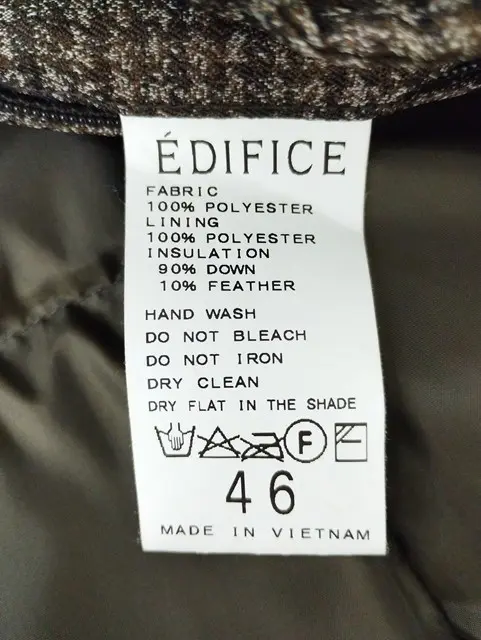 ÉDIFICE
FABRIC
100% POLYESTER
LINING
100% POLYESTER
INSULATION
90% DOWN
10% FEATHER
HAND WASH
DO NOT BLEACH
DO NOT IRON
DRY CLEAN
DRY FLAT IN THE SHADE
F
46
MADE IN VIETNAM